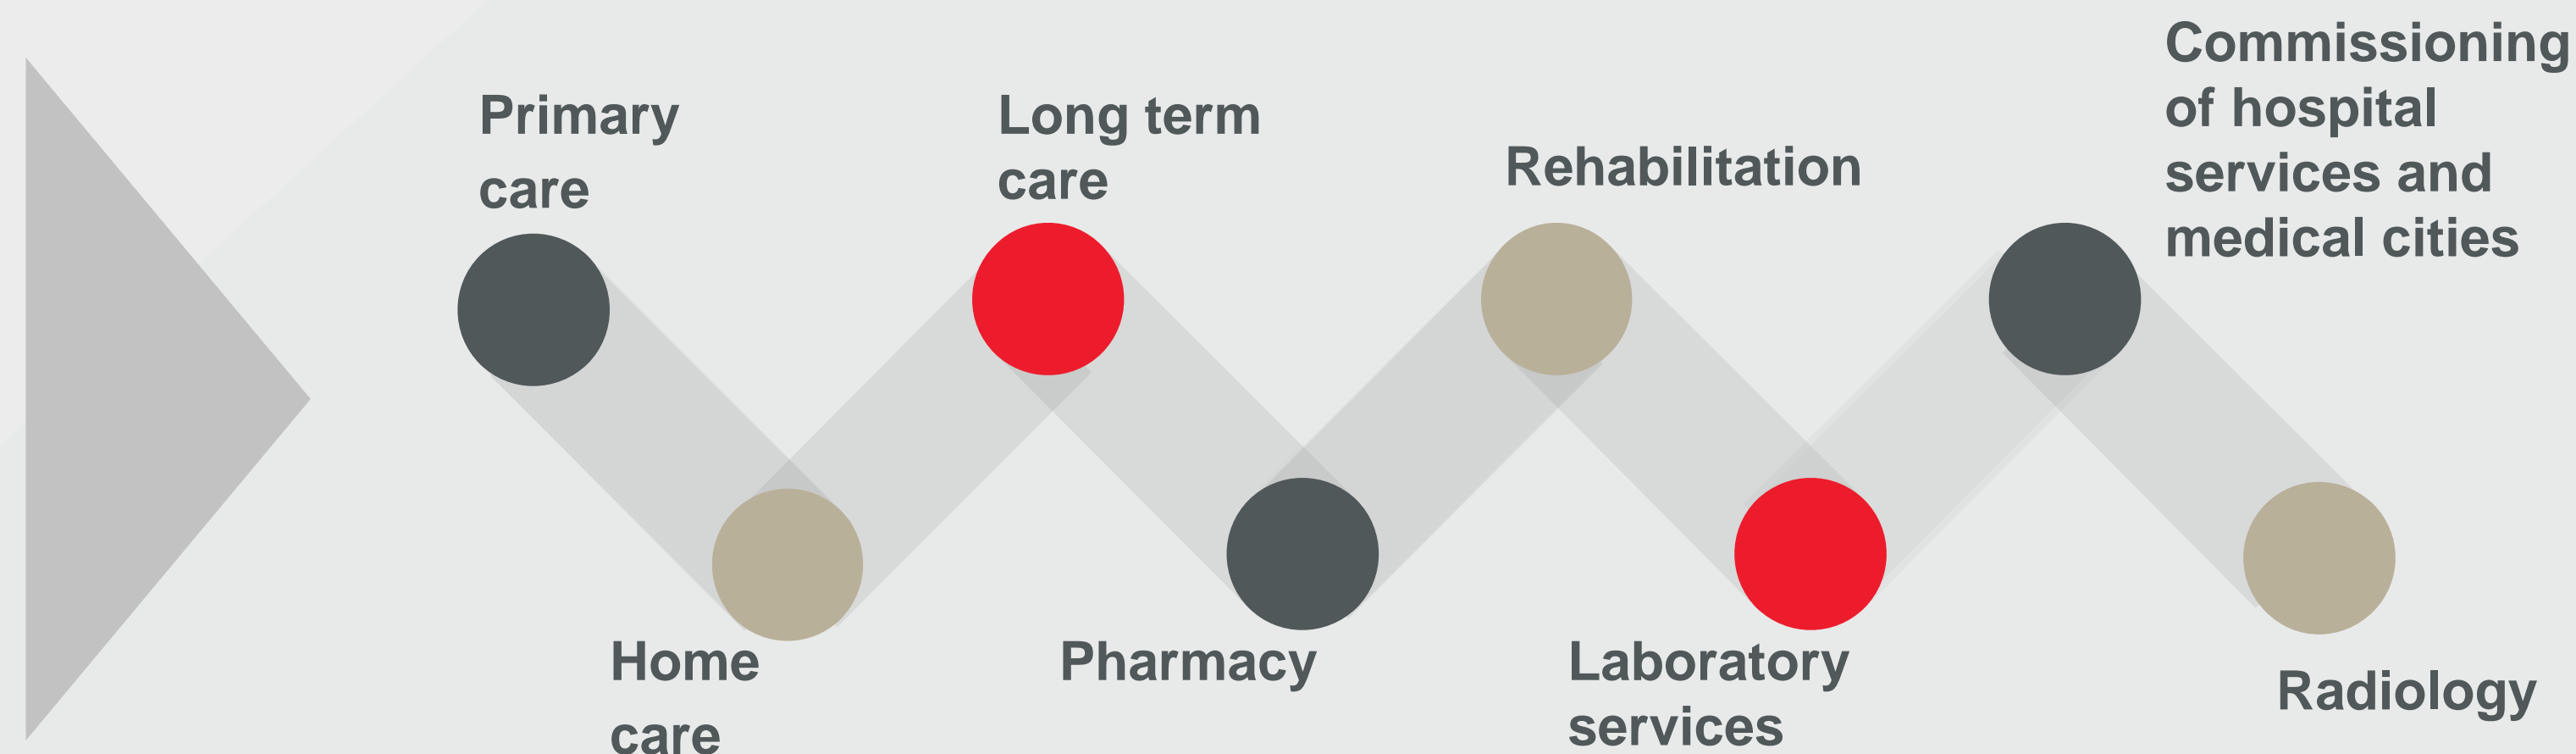 Primary
care
Home
care
Long term
care
Pharmacy
Rehabilitation
Laboratory
services
Commissioning
of hospital
services and
medical cities
Radiology